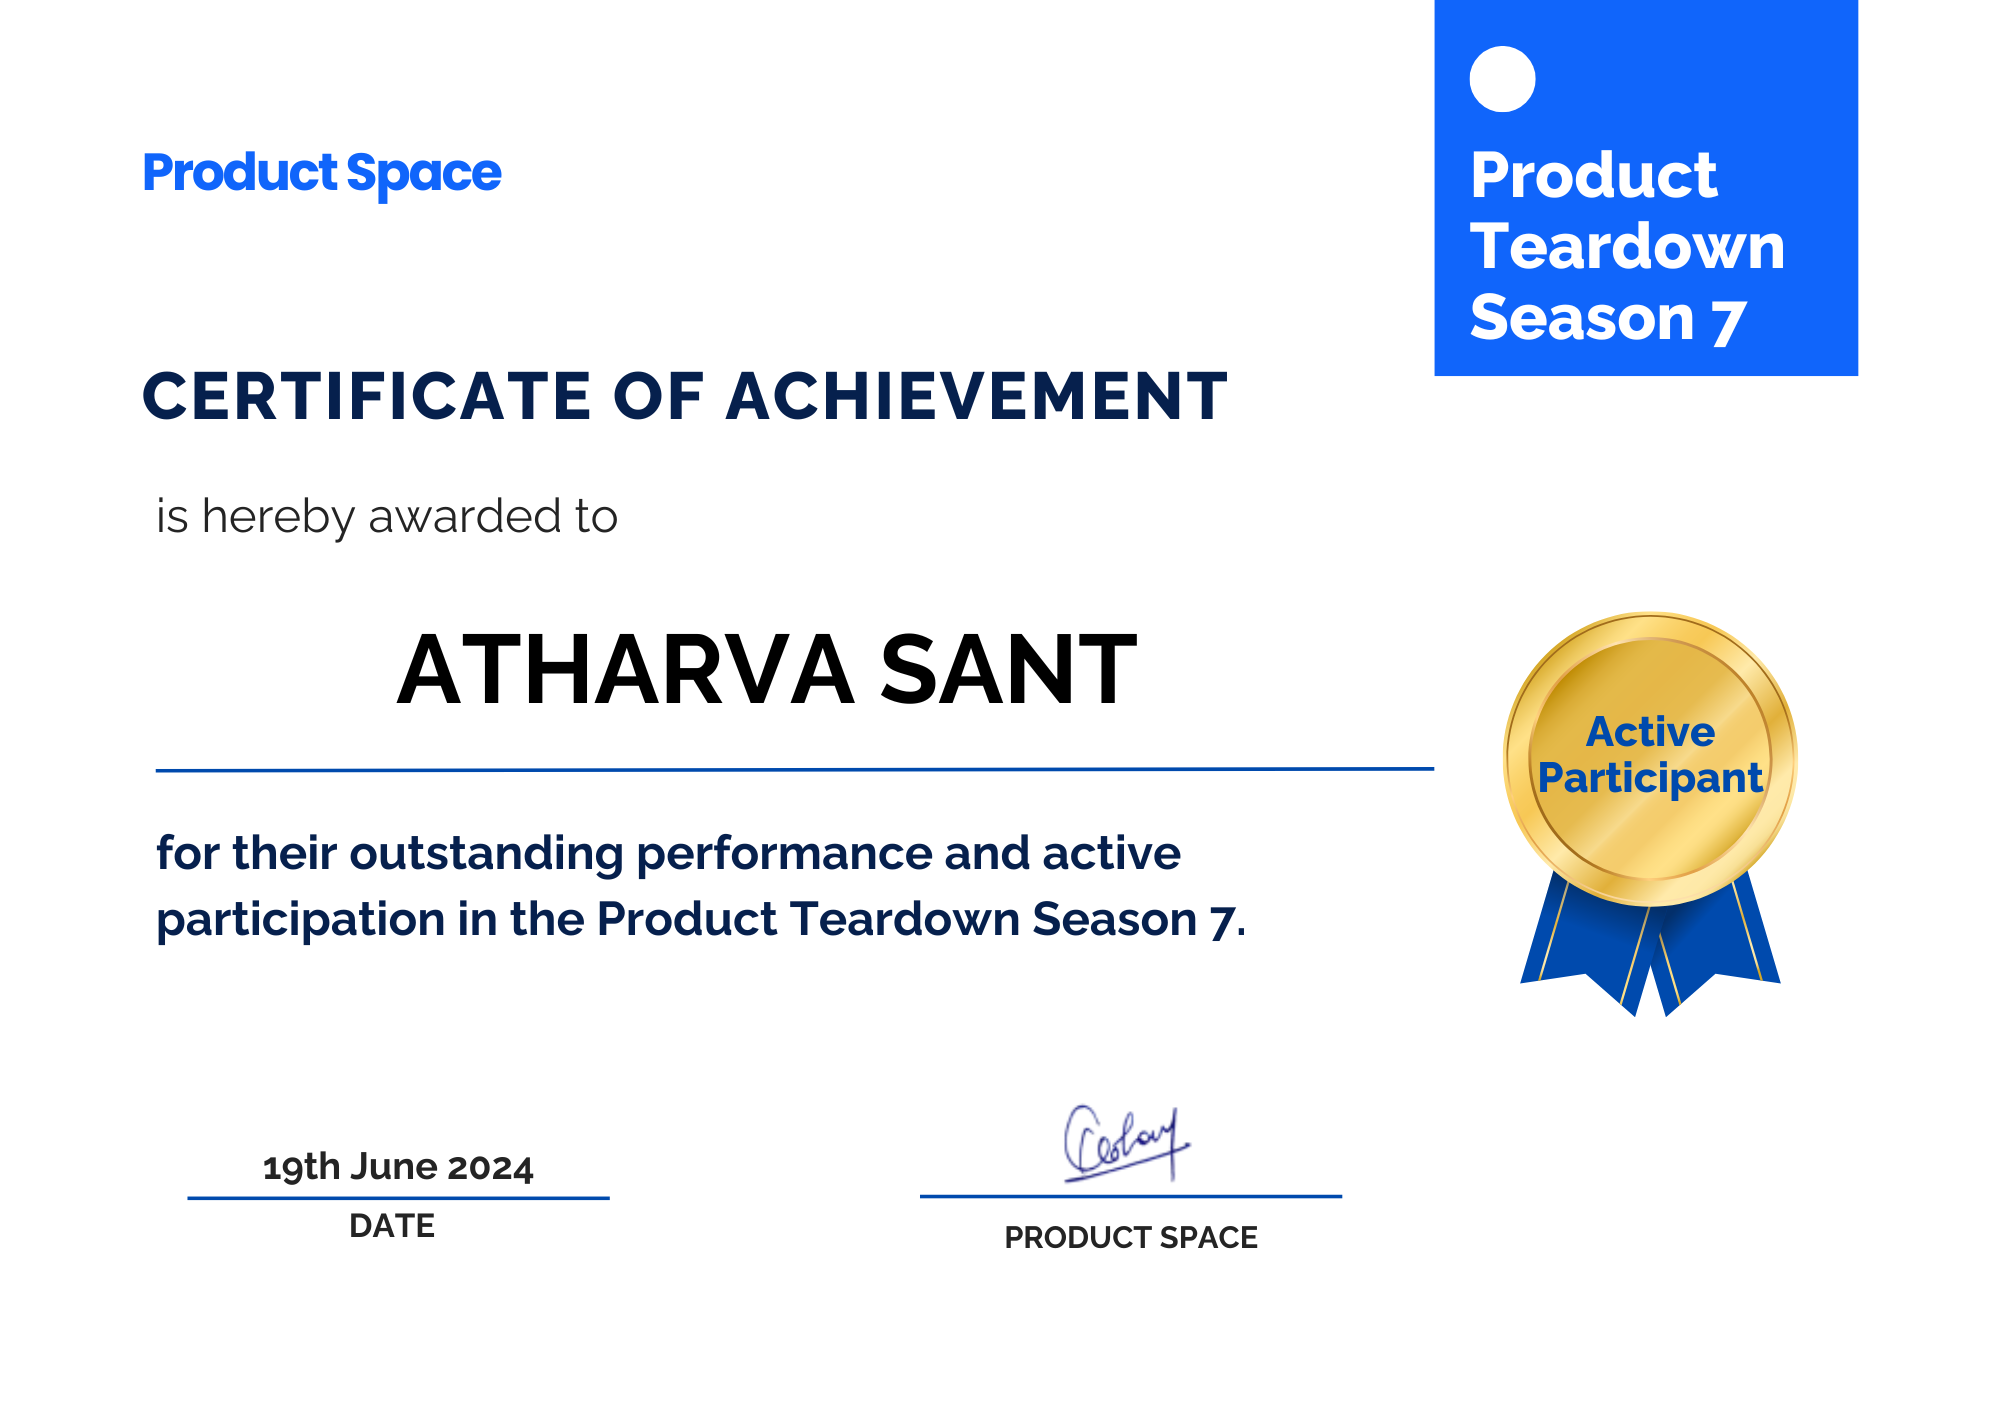 Product Space
Product
Teardown
Season 7
CERTIFICATE OF ACHIEVEMENT
is hereby awarded to
ATHARVA SANT
Active
Participant
for their outstanding performance and active
participation in the Product Teardown Season 7.
19th June 2024
DATE
PRODUCT SPACE